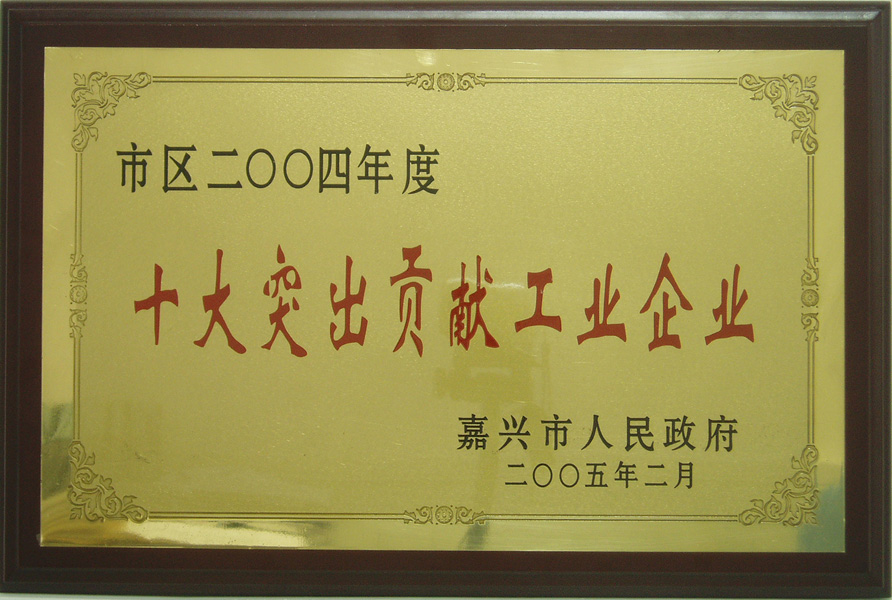 市区二〇〇四年度
十大突出贡献工业企业
嘉兴市人民政府
二〇〇五年二月